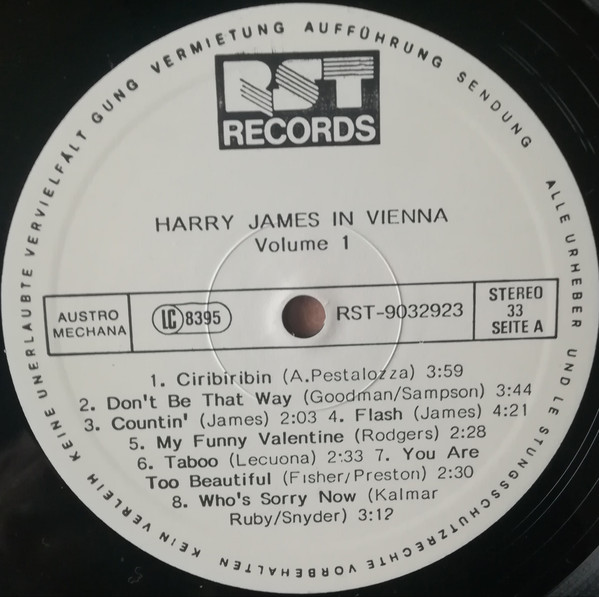 RST
RECORDS
HARRY JAMES IN VIENNA
Volume 1
AUSTRO
MECHANA
LC 8395
RST-9032923
STEREO
33
SEITE A
1. Ciribiribin (A.Pestalozza) 3:59
2. Don't Be That Way (Goodman/Sampson) 3:44
3. Countin' (James) 2:03 4. Flash (James) 4:21
5. My Funny Valentine (Rodgers) 2:28
6. Taboo (Lecuona) 2:33 7. You Are
Too Beautiful (Fisher/Preston) 2:30
8. Who's Sorry Now (Kalmar
Ruby/Snyder) 3:12
ALLE URHEBER UND LE STUNGSSCHUTZRECHTE VORBEHALTEN KEIN VERLEIH KEINE UNERLAUBTE VERVIELFÄLT GUNG VERMIETUNG AUFFÜHRUNG SENDUNG